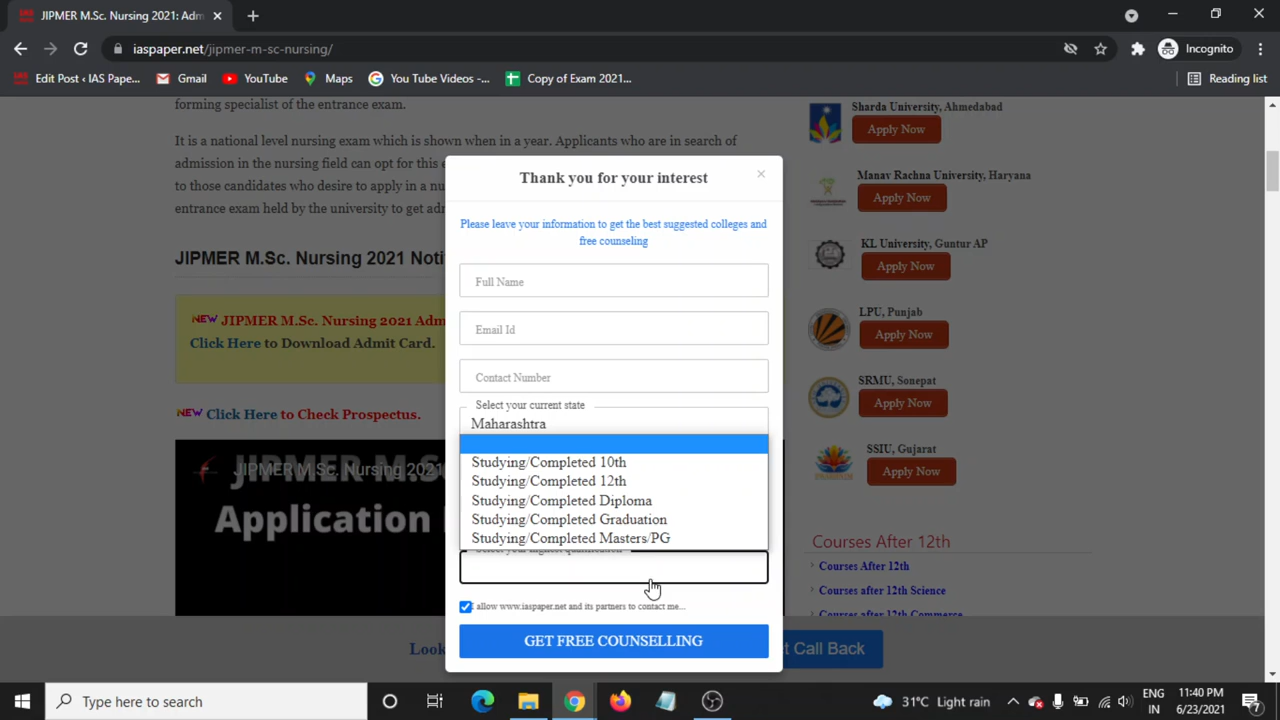 JIPMER M.Sc. Nursing 2021: Adm
iaspaper.net/jipmer-m-sc-nursing/
Incognito
Edit Post ‹ IAS Pape...
Gmail
YouTube
Maps
You Tube Videos -...
Copy of Exam 2021...
Reading list
forming specialist of the entrance exam.
It is a national level nursing exam which is shown when in a year. Applicants who are in search of
admission in the nursing field can opt for this e
to those candidates who desire to apply in a nu
entrance exam held by the university to get adm
JIPMER M.Sc. Nursing 2021 Noti
NEW JIPMER M.Sc. Nursing 2021 Adm
Click Here to Download Admit Card.
NEW Click Here to Check Prospectus.
JIPMER M.Sc. Nursing 2021
JIPMER M.S
Application
Thank you for your interest
×
Please leave your information to get the best suggested colleges and
free counseling
Full Name
Email Id
Contact Number
Select your current state
Maharashtra
Studying/Completed 10th
Studying/Completed 12th
Studying/Completed Diploma
Studying/Completed Graduation
Studying/Completed Masters/PG
Select your highest qualification
I allow www.iaspaper.net and its partners to contact me...
GET FREE COUNSELLING
Sharda University, Ahmedabad
Apply Now
Manav Rachna University, Haryana
Apply Now
KL University, Guntur AP
Apply Now
LPU, Punjab
Apply Now
SRMU, Sonepat
Apply Now
SSIU, Gujarat
Apply Now
Courses After 12th
Courses After 12th
Courses after 12th Science
Courses after 12th Commerce
Look
t Call Back
Type here to search
31°C Light rain
ENG
IN
11:40 PM
6/23/2021
7